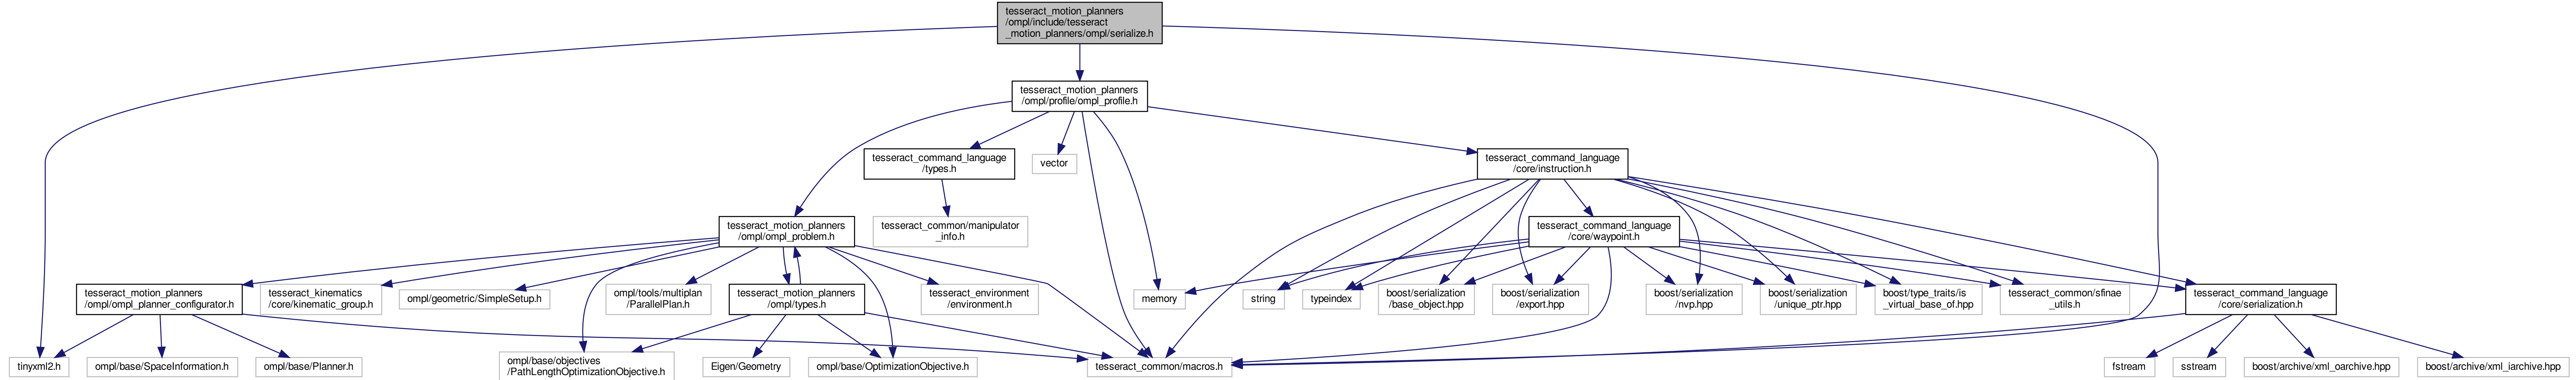 tesseract_motion_planners
/ompl/include/tesseract
_motion_planners/ompl/serialize.h
tesseract_motion_planners
/ompl/profile/ompl_profile.h
tesseract_command_language
/types.h
vector
tesseract_command_language
/core/instruction.h
tesseract_motion_planners
/ompl/ompl_problem.h
tesseract_common/manipulator
_info.h
tesseract_command_language
/core/waypoint.h
tesseract_motion_planners
/ompl/ompl_planner_configurator.h
tesseract_kinematics
/core/kinematic_group.h
ompl/geometric/SimpleSetup.h
ompl/tools/multiplan
/ParallelPlan.h
tesseract_motion_planners
/ompl/types.h
tesseract_environment
/environment.h
memory
string
typeindex
boost/serialization
/base_object.hpp
boost/serialization
/export.hpp
boost/serialization
/nvp.hpp
boost/serialization
/unique_ptr.hpp
boost/type_traits/is
_virtual_base_of.hpp
tesseract_common/sfinae
_utils.h
tesseract_command_language
/core/serialization.h
tinyxml2.h
ompl/base/SpaceInformation.h
ompl/base/Planner.h
ompl/base/objectives
/PathLengthOptimizationObjective.h
Eigen/Geometry
ompl/base/OptimizationObjective.h
tesseract_common/macros.h
fstream
sstream
boost/archive/xml_oarchive.hpp
boost/archive/xml_iarchive.hpp